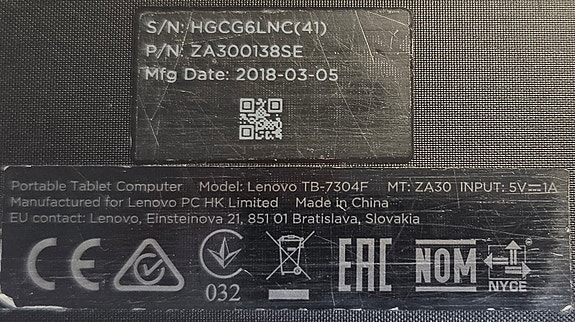 S/N: HGCG6LNC(41)
P/N: ZA300138SE
Mfg Date: 2018-03-05
Portable Tablet Computer Model: Lenovo TB-7304F MT: ZA30 INPUT: 5V⎓1A
Manufactured for Lenovo PC HK Limited Made in China
EU contact: Lenovo, Einsteinova 21, 851 01 Bratislava, Slovakia
CE 032 EAC NOM NYCE